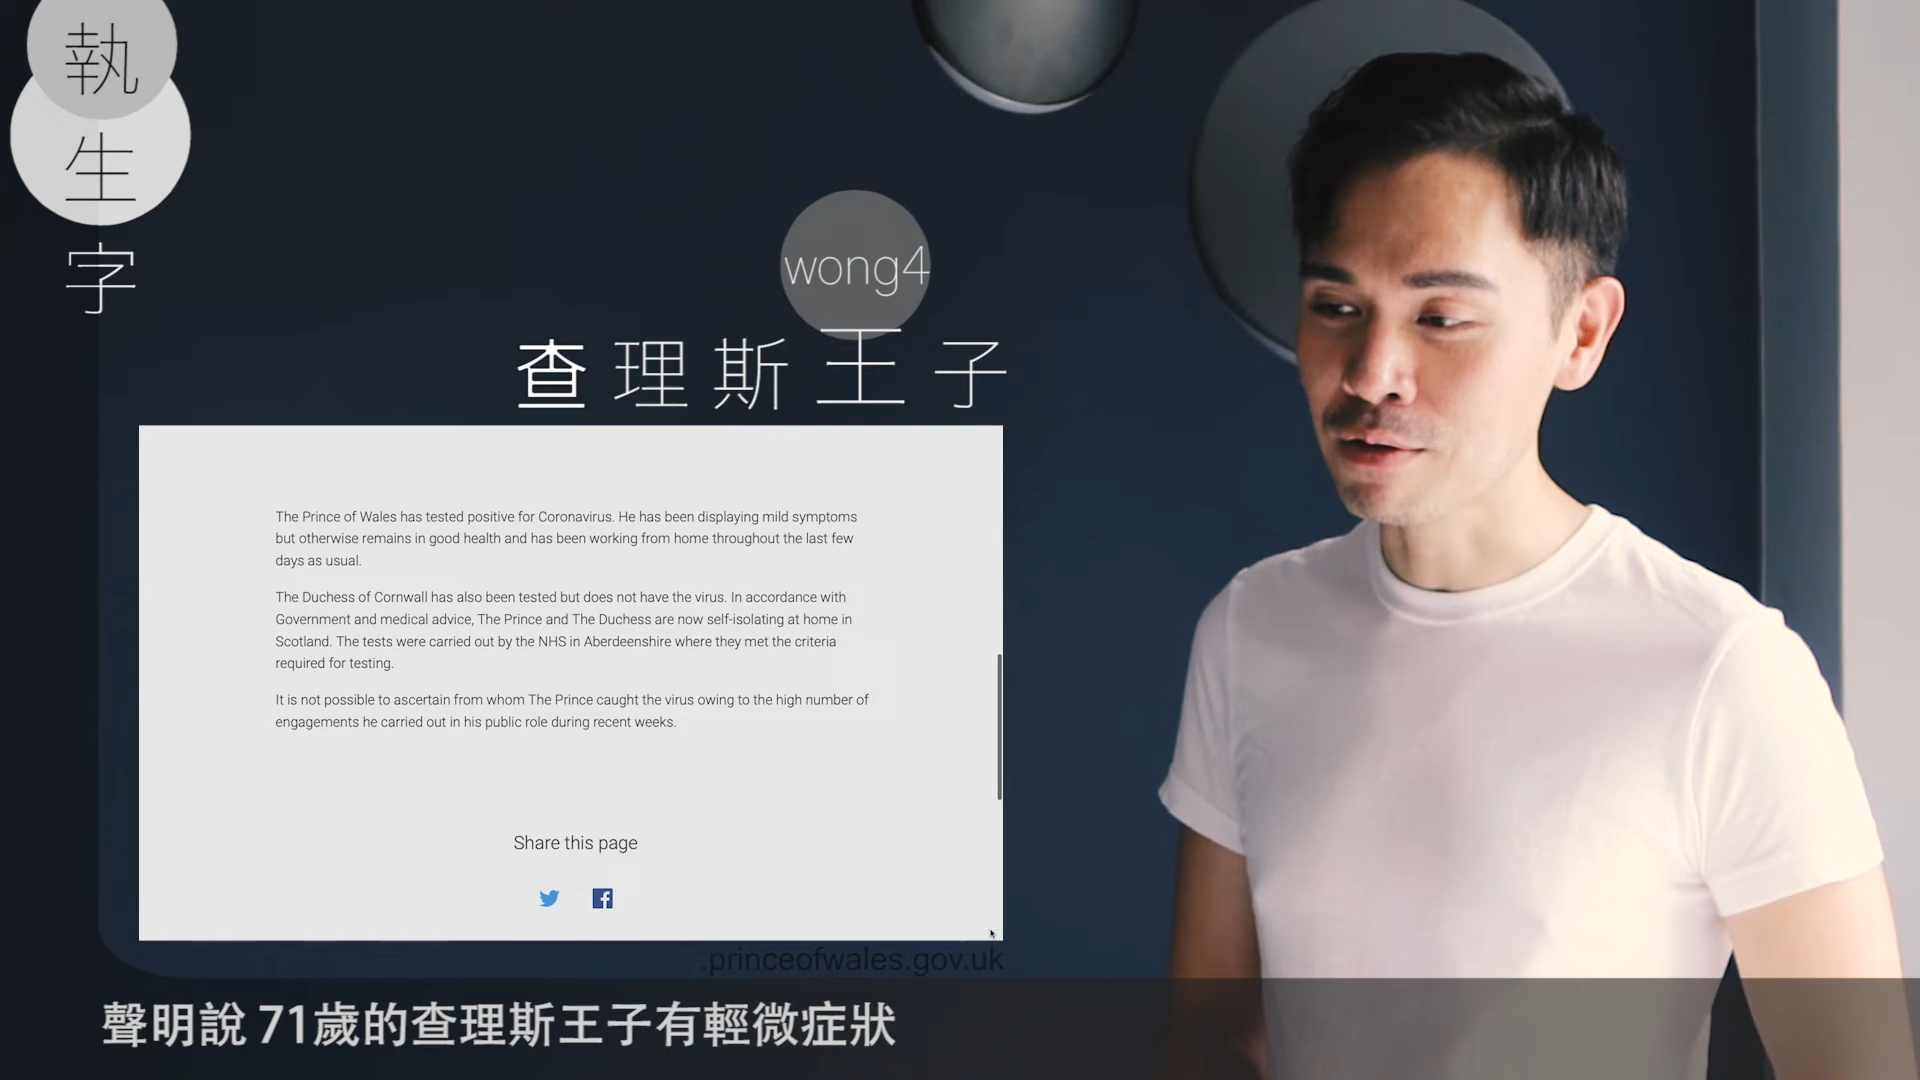 執
生
字
wong4
查理斯王子
The Prince of Wales has tested positive for Coronavirus. He has been displaying mild symptoms
but otherwise remains in good health and has been working from home throughout the last few
days as usual.
The Duchess of Cornwall has also been tested but does not have the virus. In accordance with
Government and medical advice, The Prince and The Duchess are now self-isolating at home in
Scotland. The tests were carried out by the NHS in Aberdeenshire where they met the criteria
required for testing.
It is not possible to ascertain from whom The Prince caught the virus owing to the high number of
engagements he carried out in his public role during recent weeks.
Share this page
.princeofwales.gov.uk
聲明說 71歲的查理斯王子有輕微症狀